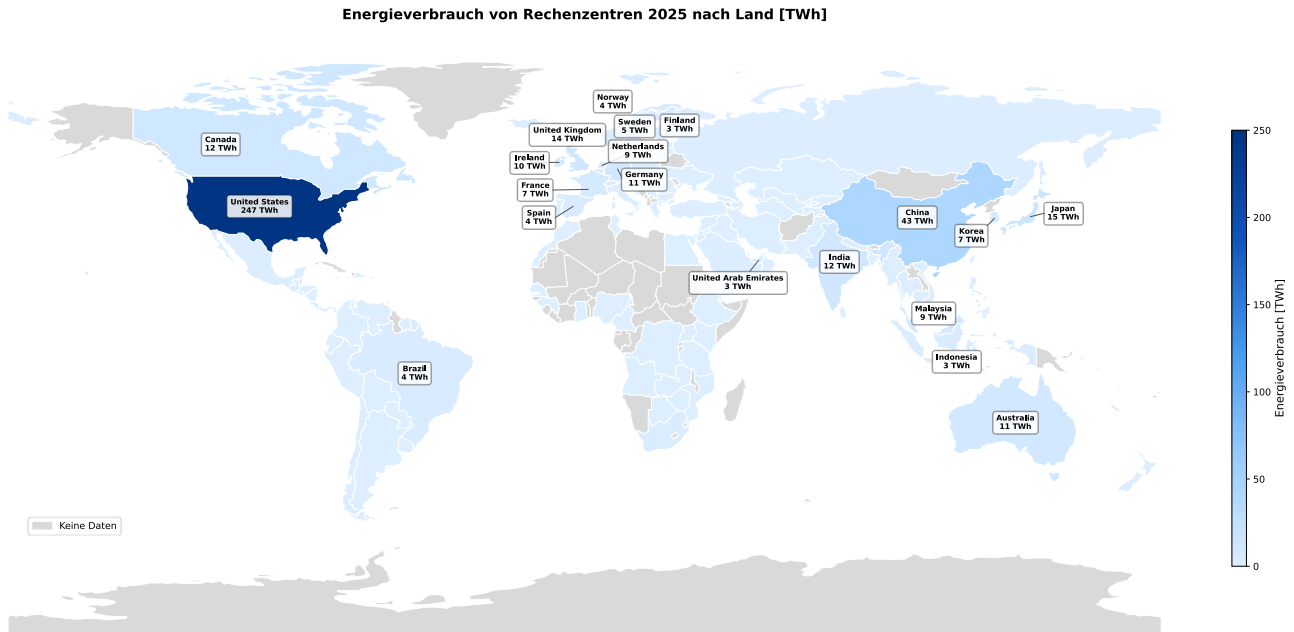 Energieverbrauch von Rechenzentren 2025 nach Land [TWh]
Norway
4 TWh
Sweden
5 TWh
Finland
3 TWh
United Kingdom
14 TWh
Canada
12 TWh
Netherlands
9 TWh
Ireland
10 TWh
Germany
11 TWh
France
7 TWh
United States
247 TWh
Spain
4 TWh
China
43 TWh
Japan
15 TWh
Korea
7 TWh
India
12 TWh
United Arab Emirates
3 TWh
Malaysia
9 TWh
Indonesia
3 TWh
Brazil
4 TWh
Australia
11 TWh
Keine Daten
250
200
150
100
50
0
Energieverbrauch [TWh]